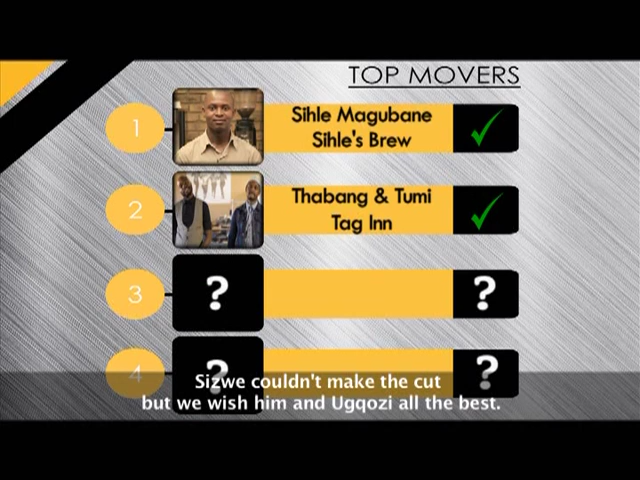 TOP MOVERS
1
Sihle Magubane
Sihle's Brew
2
Thabang & Tumi
Tag Inn
3
?
?
4
?
?
Sizwe couldn't make the cut
but we wish him and Ugqozi all the best.